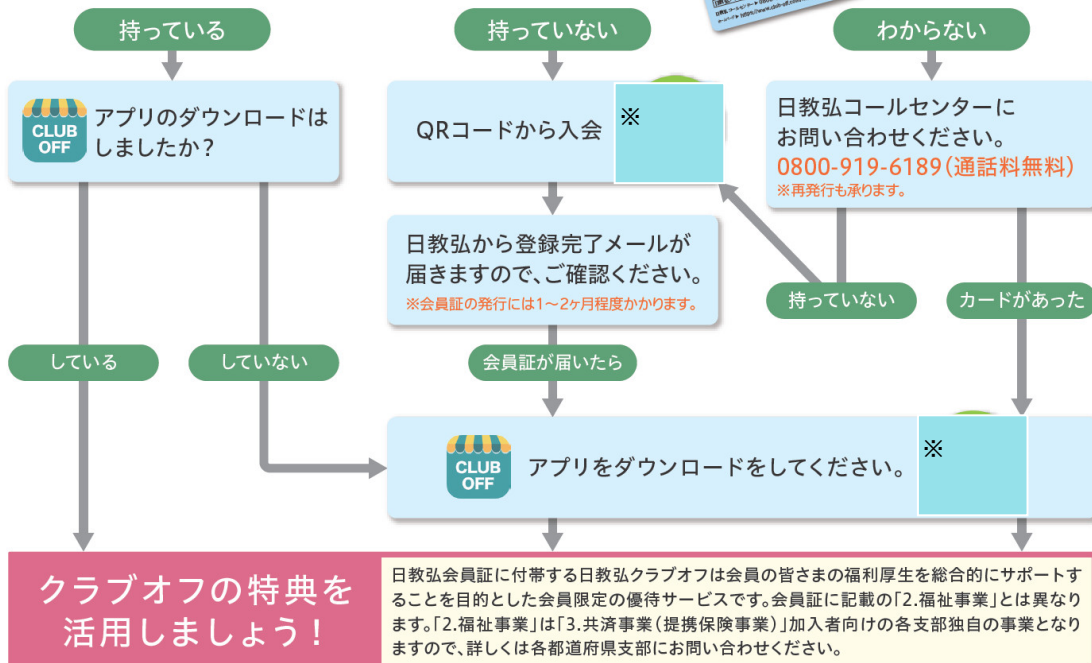 持っている
持っていない
わからない
CLUB
OFF
アプリのダウンロードは
しましたか？
QRコードから入会
※
日教弘コールセンターに
お問い合わせください。
0800-919-6189(通話料無料)
※再発行も承ります。
日教弘から登録完了メールが
届きますので、ご確認ください。
※会員証の発行には1〜2ヶ月程度かかります。
持っていない
カードがあった
している
していない
会員証が届いたら
CLUB
OFF
アプリをダウンロードをしてください。
※
クラブオフの特典を
活用しましょう！
日教弘会員証に付帯する日教弘クラブオフは会員の皆さまの福利厚生を総合的にサポートす
ることを目的とした会員限定の優待サービスです。会員証に記載の「2.福祉事業」とは異なり
ます。「2.福祉事業」は「3.共済事業(提携保険事業)」加入者向けの各支部独自の事業となり
ますので、詳しくは各都道府県支部にお問い合わせください。